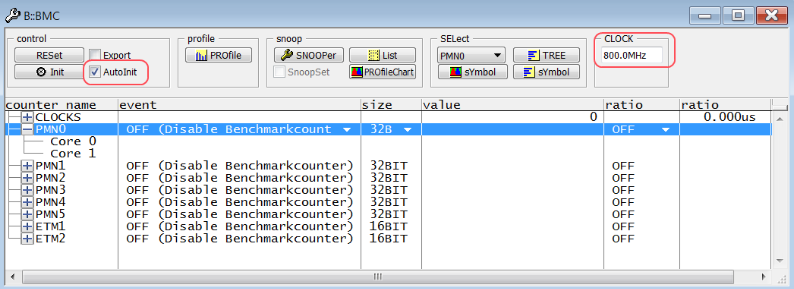 B::BMC
control profile snoop SELect CLOCK
RESet Export PROfile SNOOPer List PMN0 TREE 800.0MHz
Init AutoInit SnoopSet PROfileChart sYmbol sYmbol
counter name event size value ratio ratio
CLOCKS 0 0.000us
PMN0 OFF (Disable Benchmarkcount 32B OFF
Core 0
Core 1
PMN1 OFF (Disable Benchmarkcounter) 32BIT OFF
PMN2 OFF (Disable Benchmarkcounter) 32BIT OFF
PMN3 OFF (Disable Benchmarkcounter) 32BIT OFF
PMN4 OFF (Disable Benchmarkcounter) 32BIT OFF
PMN5 OFF (Disable Benchmarkcounter) 32BIT OFF
ETM1 OFF (Disable Benchmarkcounter) 16BIT OFF
ETM2 OFF (Disable Benchmarkcounter) 16BIT OFF